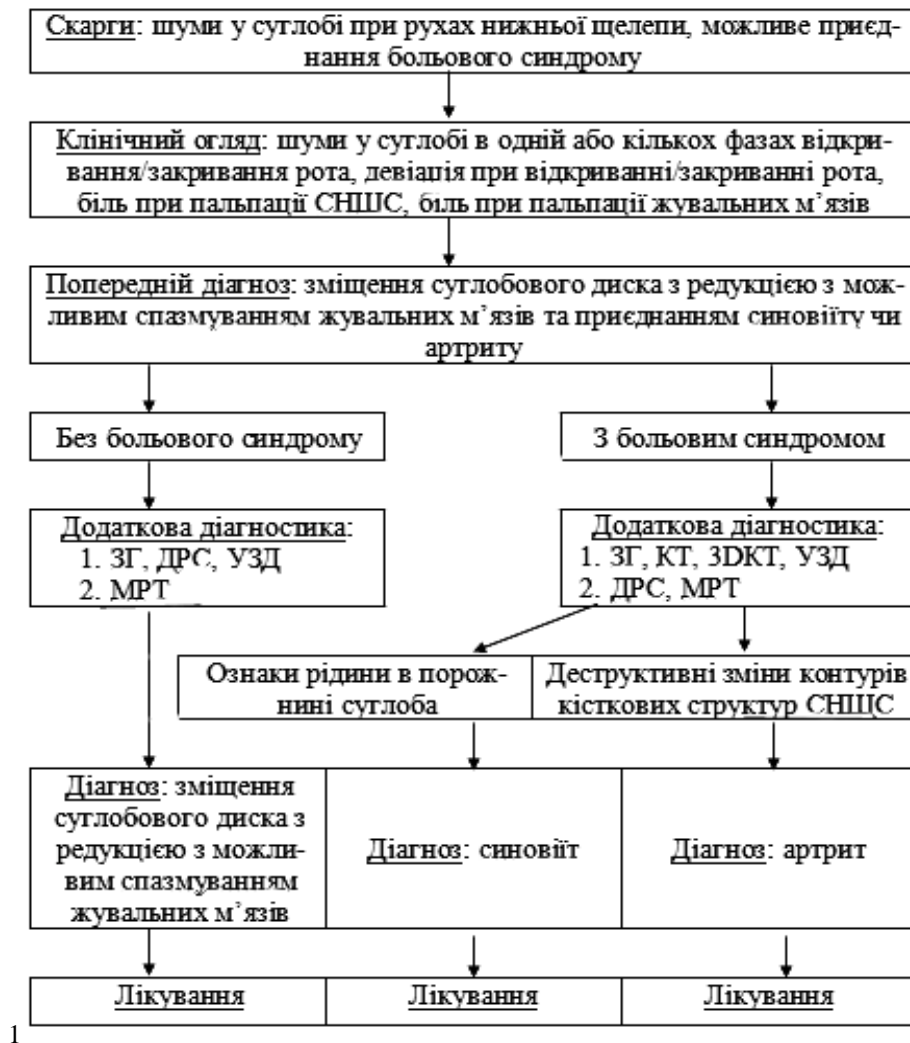 Скарги: шуми у суглобі при рухах нижньої щелепи, можливе приєд-
нання больового синдрому
Клінічний огляд: шуми у суглобі в одній або кількох фазах відкри-
вання/закривання рота, девіація при відкриванні/закриванні рота,
біль при пальпації СНЩС, біль при пальпації жувальних м’язів
Попередній діагноз: зміщення суглобового диска з редукцією з мож-
ливим спазмуванням жувальних м’язів та приєднанням синовіїту чи
артриту
Без больового синдрому
З больовим синдромом
Додаткова діагностика:
1. ЗГ, ДРС, УЗД
2. МРТ
Додаткова діагностика:
1. ЗГ, КТ, 3DКТ, УЗД
2. ДРС, МРТ
Ознаки рідини в порож-
нині суглоба
Деструктивні зміни контурів
кісткових структур СНЩС
Діагноз: зміщення
суглобового диска з
редукцією з можли-
вим спазмуванням
жувальних м’язів
Діагноз: синовіїт
Діагноз: артрит
Лікування
Лікування
Лікування
1